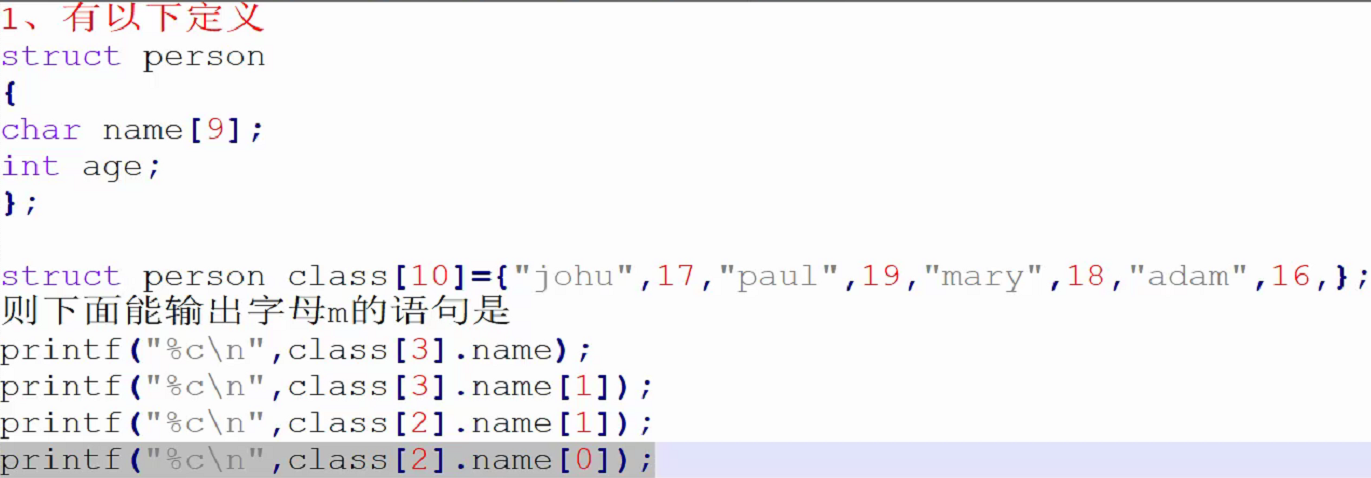 1、有以下定义
struct person
{
char name[9];
int age;
};
struct person class[10]={"johu",17,"paul",19,"mary",18,"adam",16,};
则下面能输出字母m的语句是
printf("%c\n",class[3].name);
printf("%c\n",class[3].name[1]);
printf("%c\n",class[2].name[1]);
printf("%c\n",class[2].name[0]);